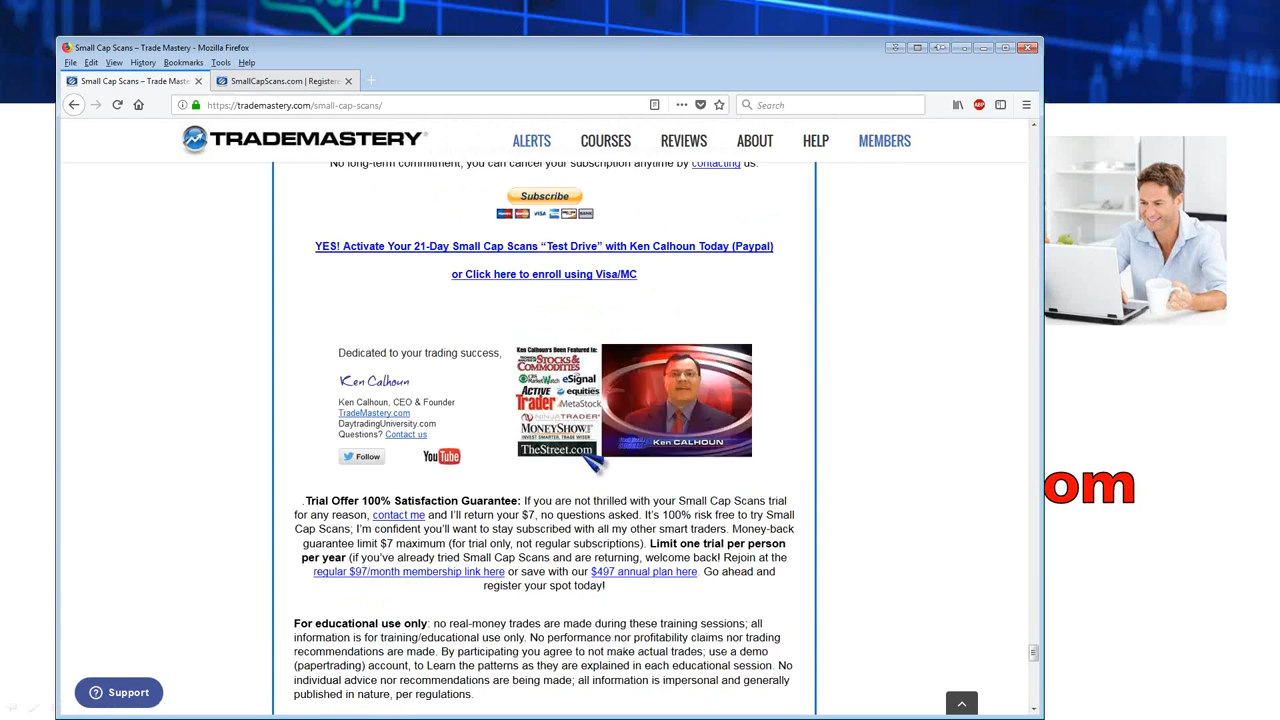 Small Cap Scans – Trade Mastery - Mozilla Firefox
File Edit View History Bookmarks Tools Help
Small Cap Scans – Trade Maste
SmallCapScans.com | Registere
https://trademastery.com/small-cap-scans/
Search
ABP
TRADEMASTERY
ALERTS COURSES REVIEWS ABOUT HELP MEMBERS
No long-term commitment, you can cancel your subscription anytime by contacting us.
Subscribe
VISA
YES! Activate Your 21-Day Small Cap Scans “Test Drive” with Ken Calhoun Today (Paypal)
or Click here to enroll using Visa/MC
Dedicated to your trading success,
Ken Calhoun
Ken Calhoun, CEO & Founder
TradeMastery.com
DaytradingUniversity.com
Questions? Contact us
Follow
YouTube
Ken Calhoun's Been Featured In:
STOCKS &
COMMODITIES
CBS MarketWatch eSignal
ACTIVE Trader equities
MetaStock
NINJATRADER
MONEYSHOW
INVEST SMARTER, TRADE WISER
TheStreet.com
Ken CALHOUN
.Trial Offer 100% Satisfaction Guarantee: If you are not thrilled with your Small Cap Scans trial
for any reason, contact me and I’ll return your $7, no questions asked. It’s 100% risk free to try Small
Cap Scans; I’m confident you’ll want to stay subscribed with all my other smart traders. Money-back
guarantee limit $7 maximum (for trial only, not regular subscriptions). Limit one trial per person
per year (if you’ve already tried Small Cap Scans and are returning, welcome back! Rejoin at the
regular $97/month membership link here or save with our $497 annual plan here. Go ahead and
register your spot today!
For educational use only: no real-money trades are made during these training sessions; all
information is for training/educational use only. No performance nor profitability claims nor trading
recommendations are made. By participating you agree to not make actual trades; use a demo
(papertrading) account, to Learn the patterns as they are explained in each educational session. No
individual advice nor recommendations are being made; all information is impersonal and generally
published in nature, per regulations.
Support
om